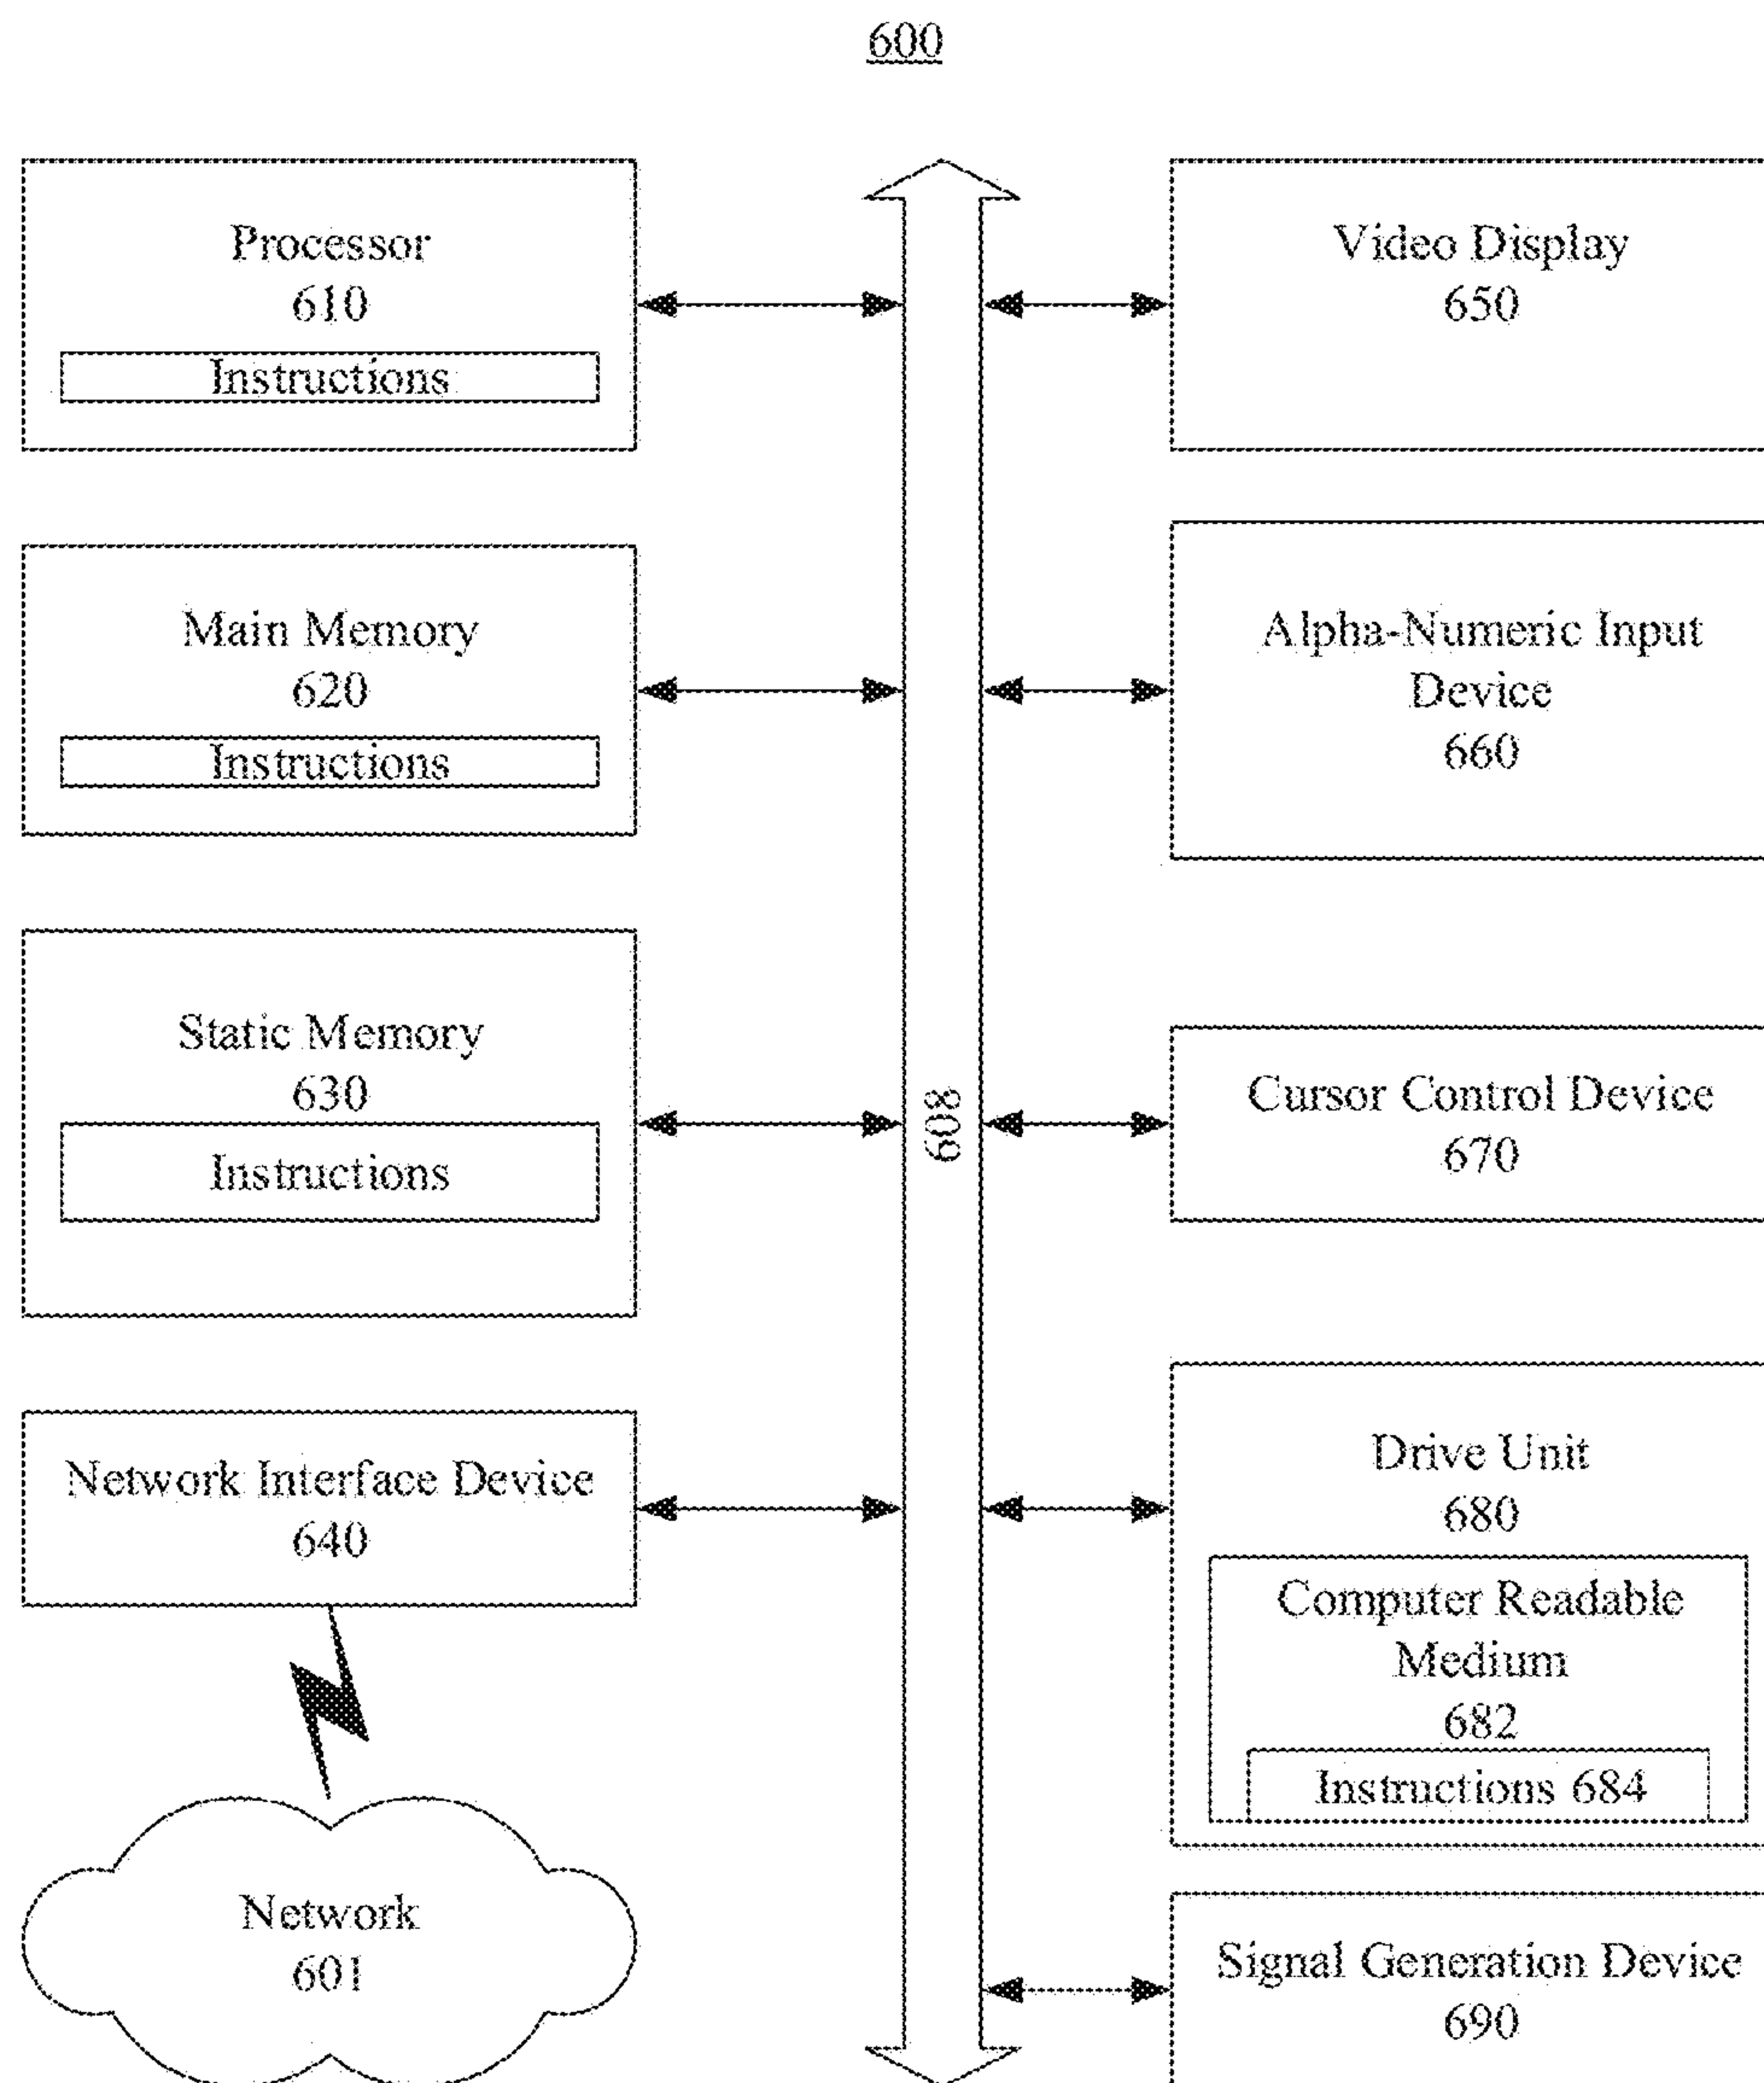 600
Processor
610
Instructions
Main Memory
620
Instructions
Static Memory
630
Instructions
Network Interface Device
640
Network
601
608
Video Display
650
Alpha-Numeric Input
Device
660
Cursor Control Device
670
Drive Unit
680
Computer Readable
Medium
682
Instructions 684
Signal Generation Device
690